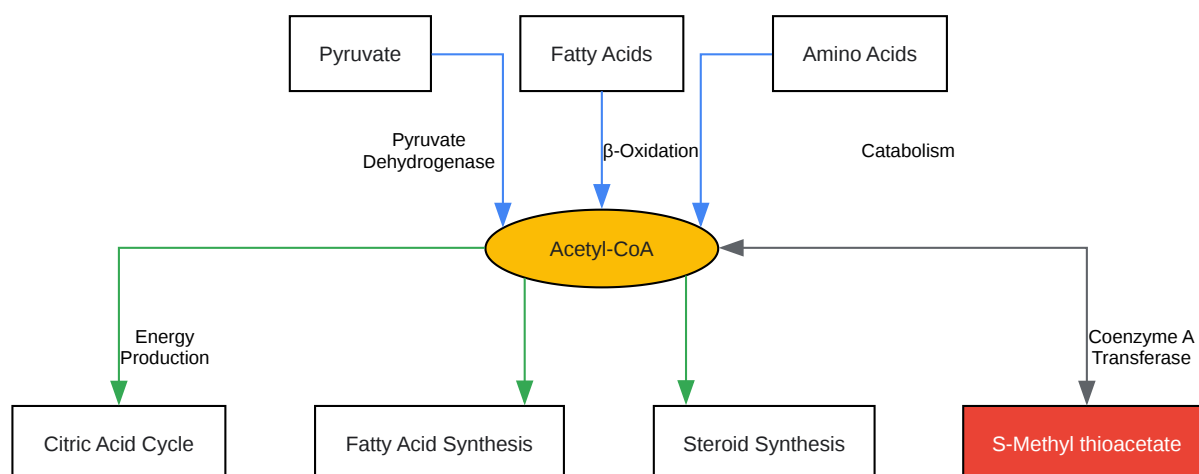 Pyruvate
Fatty Acids
Amino Acids
Pyruvate
Dehydrogenase
β-Oxidation
Catabolism
Acetyl-CoA
Energy
Production
Coenzyme A
Transferase
Citric Acid Cycle
Fatty Acid Synthesis
Steroid Synthesis
S-Methyl thioacetate